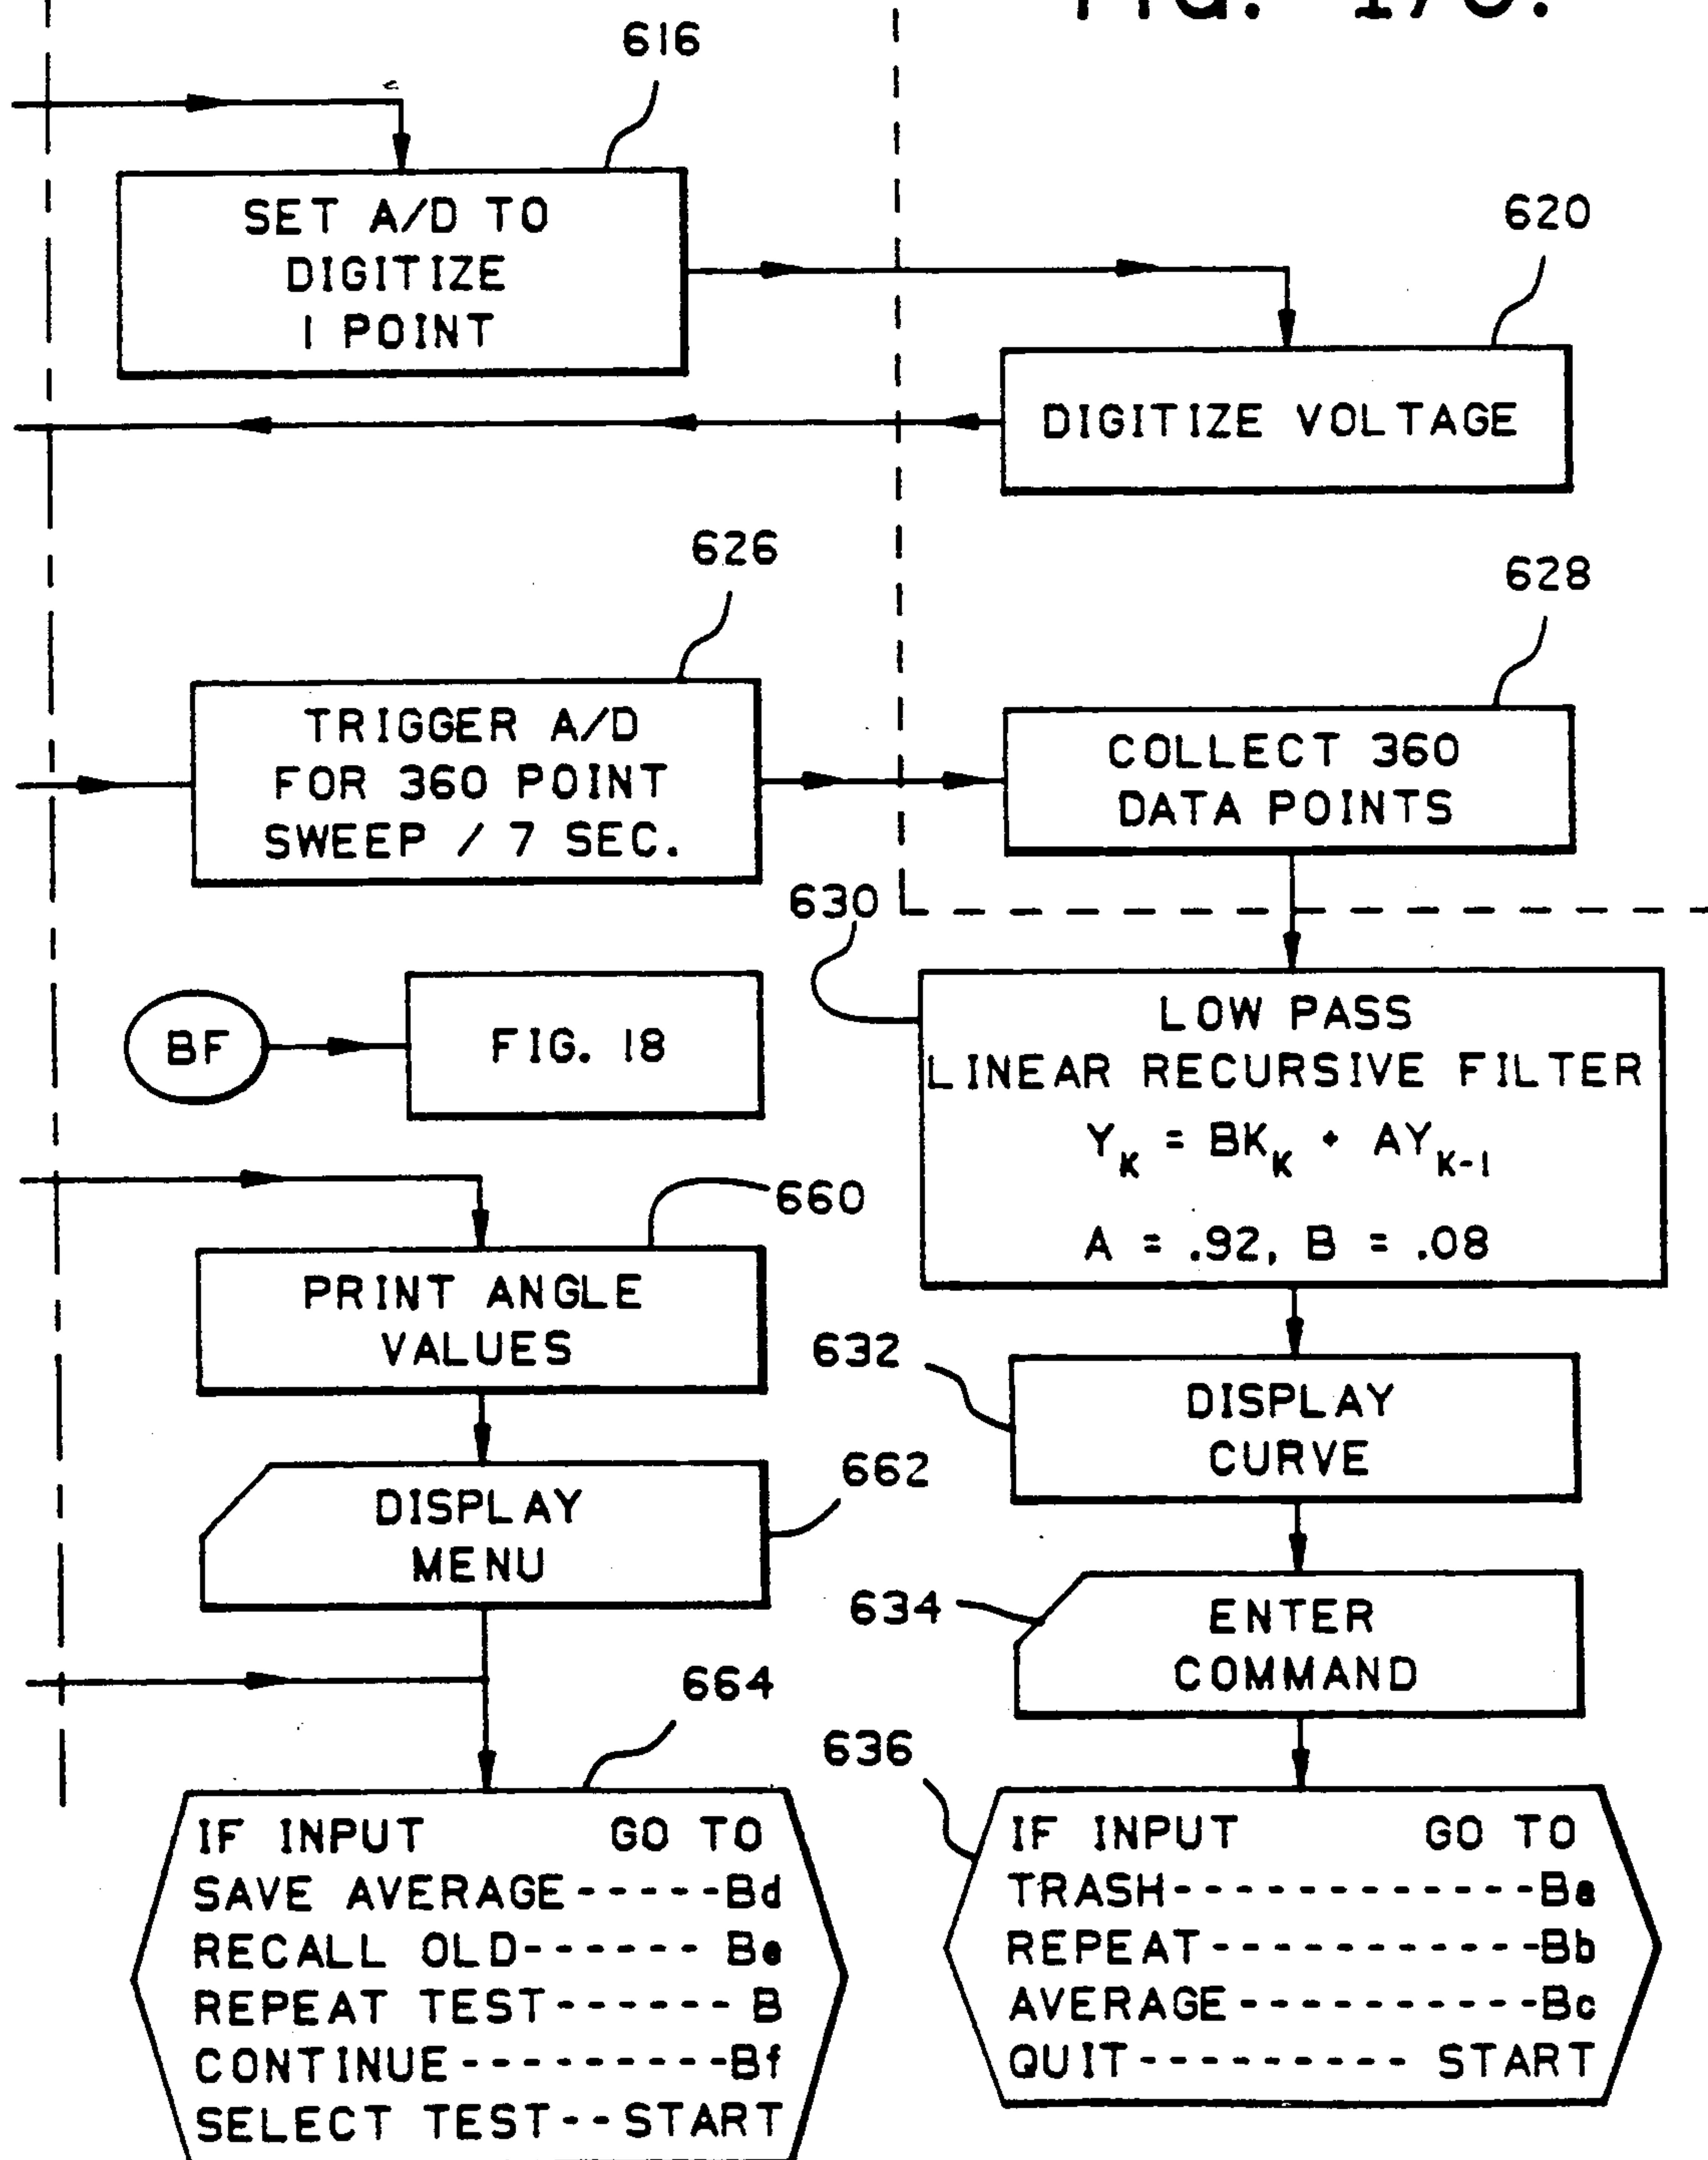 616
SET A/D TO
DIGITIZE
1 POINT
620
DIGITIZE VOLTAGE
626
TRIGGER A/D
FOR 360 POINT
SWEEP / 7 SEC.
628
COLLECT 360
DATA POINTS
630
LOW PASS
LINEAR RECURSIVE FILTER
Y_K = BK_K + AY_K-1
A = .92, B = .08
BF
FIG. 18
660
PRINT ANGLE
VALUES
632
DISPLAY
CURVE
662
DISPLAY
MENU
634
ENTER
COMMAND
664
IF INPUT GO TO
SAVE AVERAGE-----Bd
RECALL OLD------ Be
REPEAT TEST------ B
CONTINUE---------Bf
SELECT TEST--START
636
IF INPUT GO TO
TRASH-------------Ba
REPEAT-----------Bb
AVERAGE----------Bc
QUIT---------- START